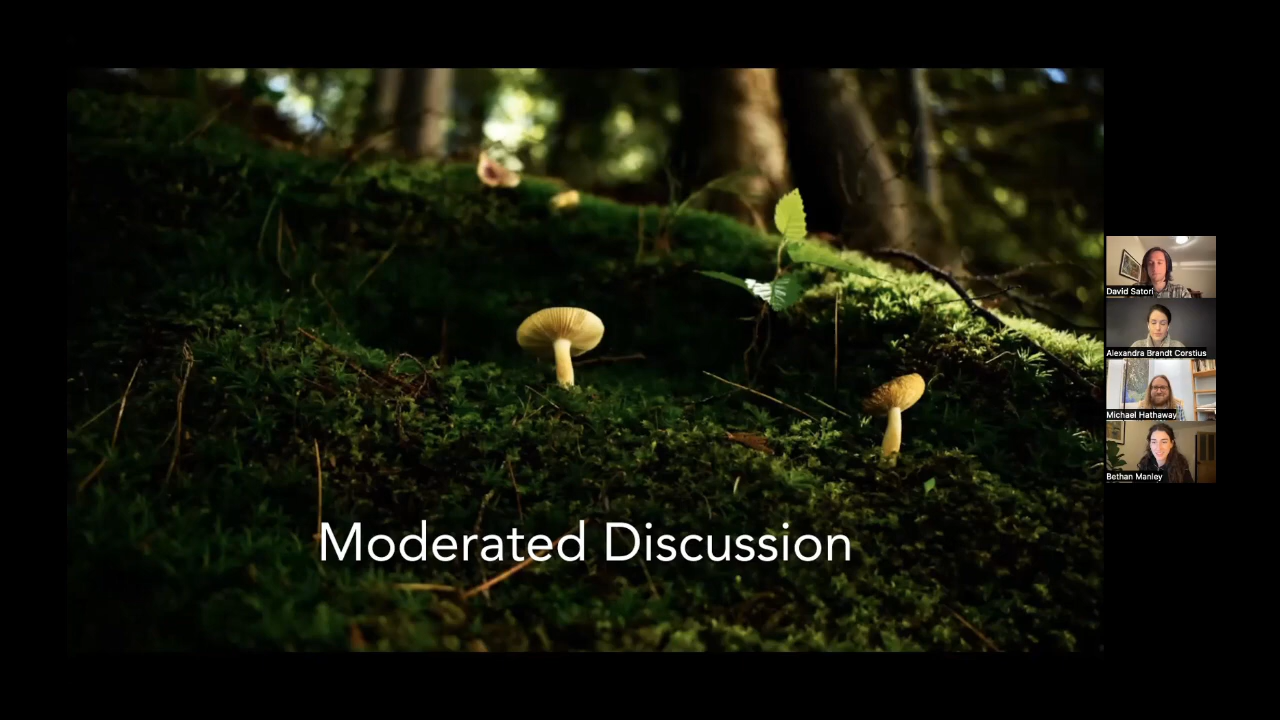 Moderated Discussion
David Satori
Alexandra Brandt Corstius
Michael Hathaway
Bethan Manley